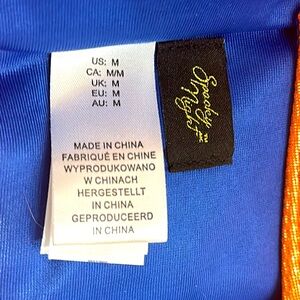 US: M
CA: M/M
UK: M
EU: M
AU: M
MADE IN CHINA
FABRIQUÉ EN CHINE
WYPRODUKOWANO
W CHINACH
HERGESTELLT
IN CHINA
GEPRODUCEERD
IN CHINA
Spooky
Night